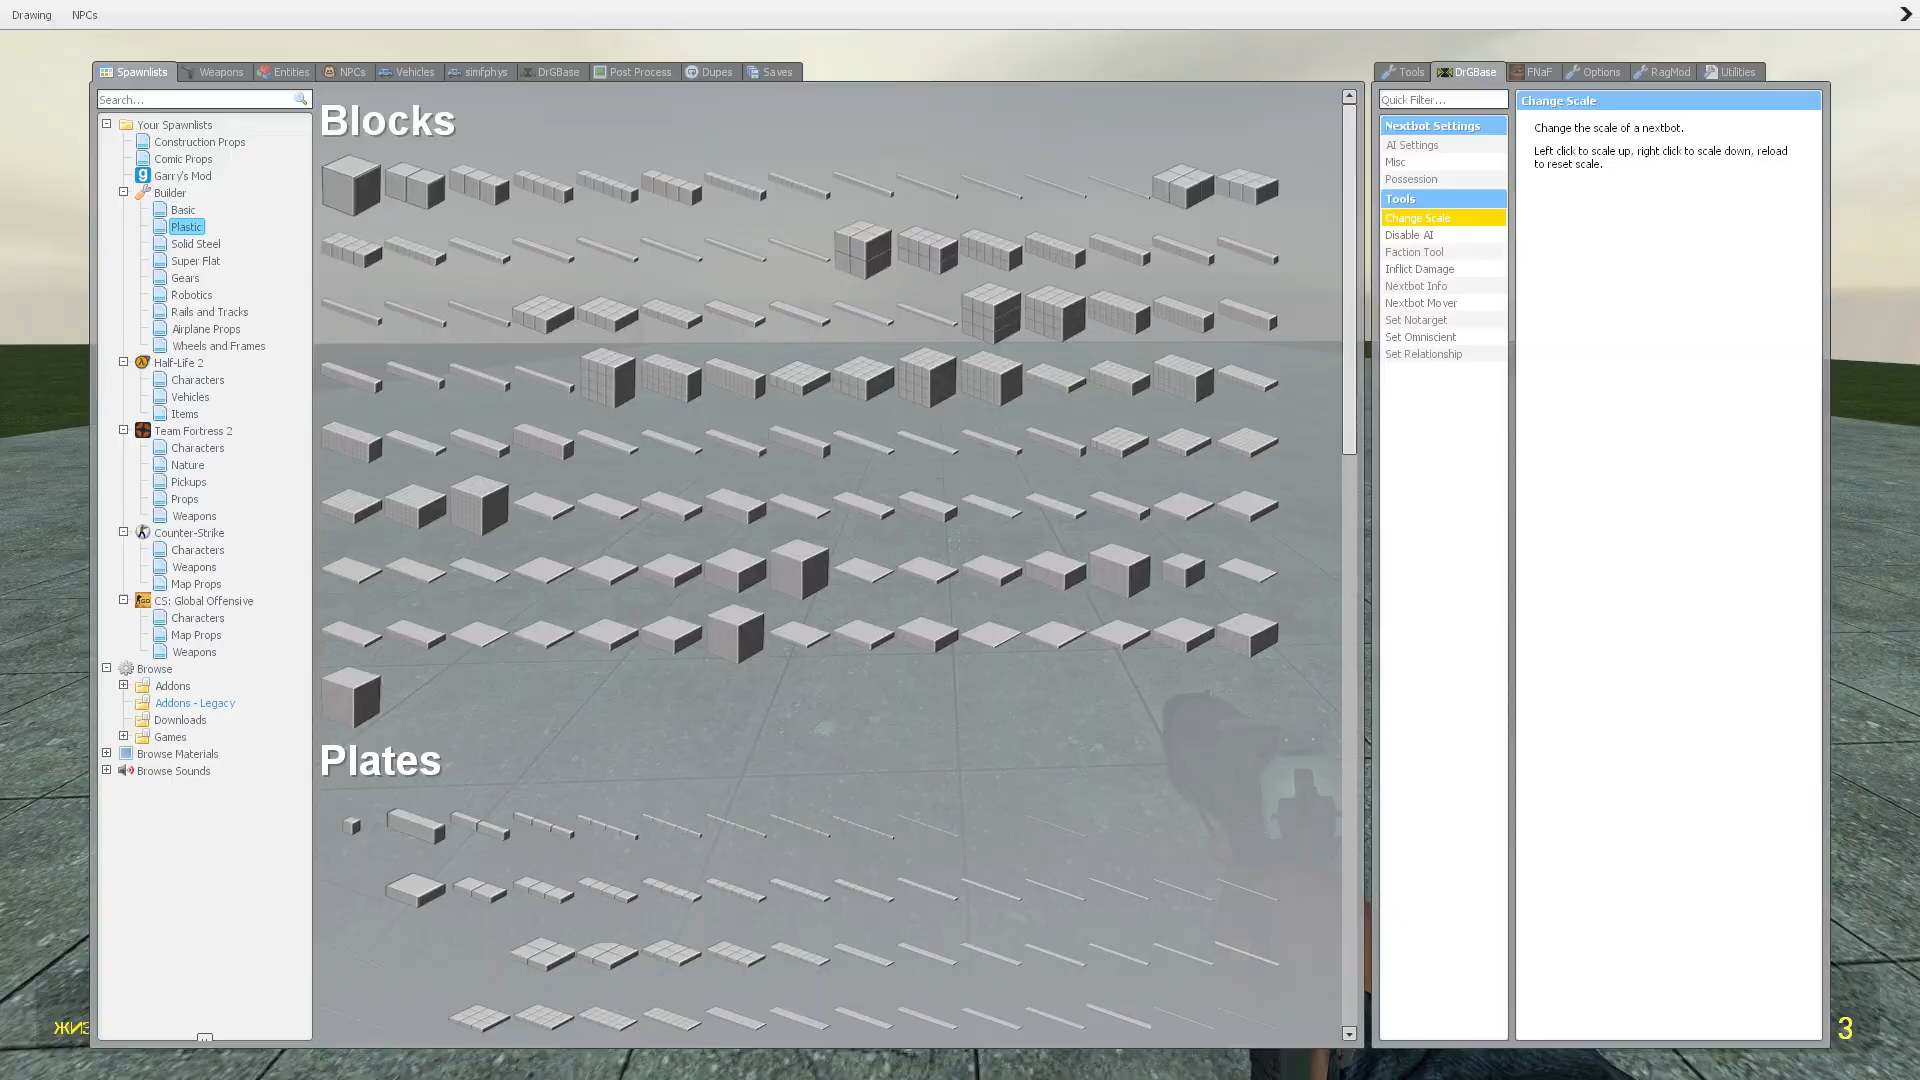 Drawing NPCs
Spawnlists Weapons Entities NPCs Vehicles simfphys DrGBase Post Process Dupes Saves
Tools DrGBase FNaF Options RagMod Utilities
Search...
Your Spawnlists
Construction Props
Comic Props
Garry's Mod
Builder
Basic
Plastic
Solid Steel
Super Flat
Gears
Robotics
Rails and Tracks
Airplane Props
Wheels and Frames
Half-Life 2
Characters
Vehicles
Items
Team Fortress 2
Characters
Nature
Pickups
Props
Weapons
Counter-Strike
Characters
Weapons
Map Props
CS: Global Offensive
Characters
Map Props
Weapons
Browse
Addons
Addons - Legacy
Downloads
Games
Browse Materials
Browse Sounds
Blocks
Plates
Quick Filter...
Nextbot Settings
AI Settings
Misc
Possession
Tools
Change Scale
Disable AI
Faction Tool
Inflict Damage
Nextbot Info
Nextbot Mover
Set Notarget
Set Omniscient
Set Relationship
Change Scale
Change the scale of a nextbot.
Left click to scale up, right click to scale down, reload
to reset scale.
3